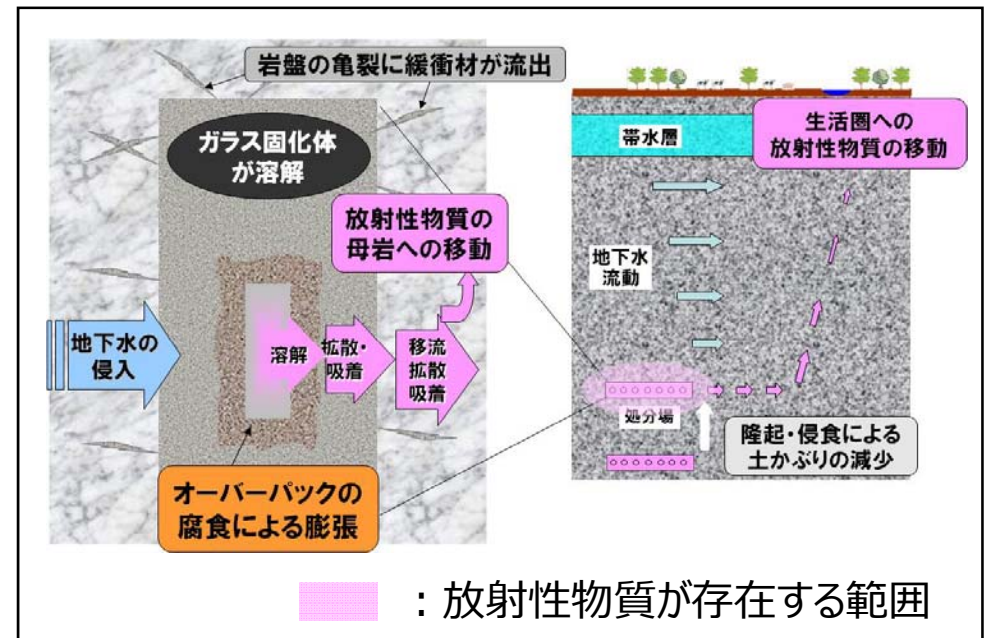 岩盤の亀裂に緩衝材が流出
ガラス固化体
が溶解
放射性物質の
母岩への移動
地下水の
侵入
溶解
拡散・
吸着
移流
拡散
吸着
オーバーパックの
腐食による膨張
帯水層
生活圏への
放射性物質の移動
地下水
流動
処分場
隆起・侵食による
土かぶりの減少
：放射性物質が存在する範囲